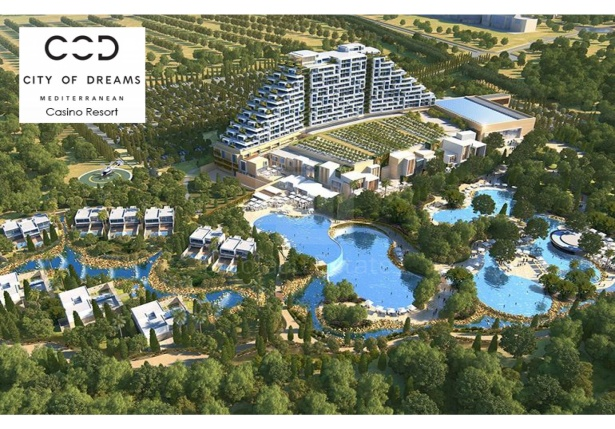 COD
CITY OF DREAMS
MEDITERRANEAN
Casino Resort